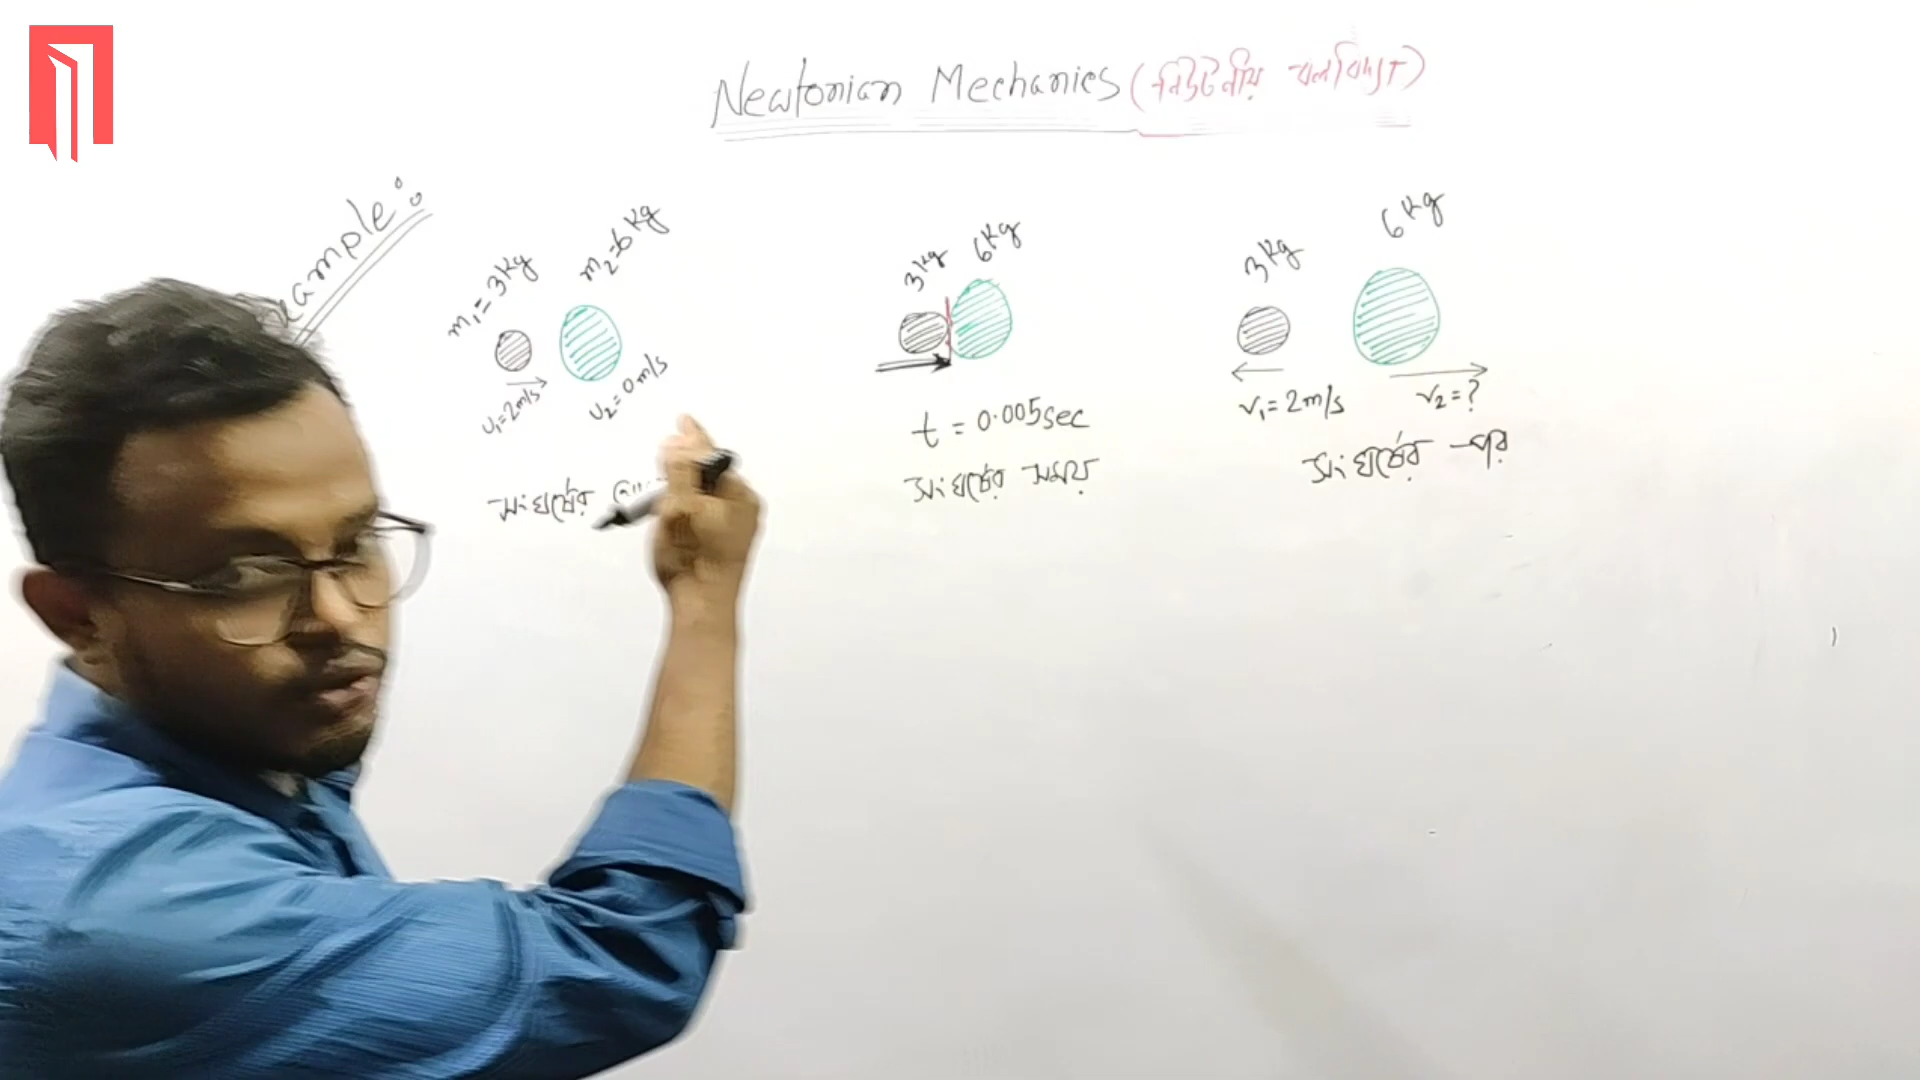 Newtonian Mechanics (নিউটনীয় বলবিদ্যা)
m₁=3kg
m₂=6kg
u₁=2m/s
u₂=0m/s
সংঘর্ষের
3kg
6kg
t = 0.005sec
সংঘর্ষের সময়
3kg
6kg
v₁=2m/s
v₂=?
সংঘর্ষের পর